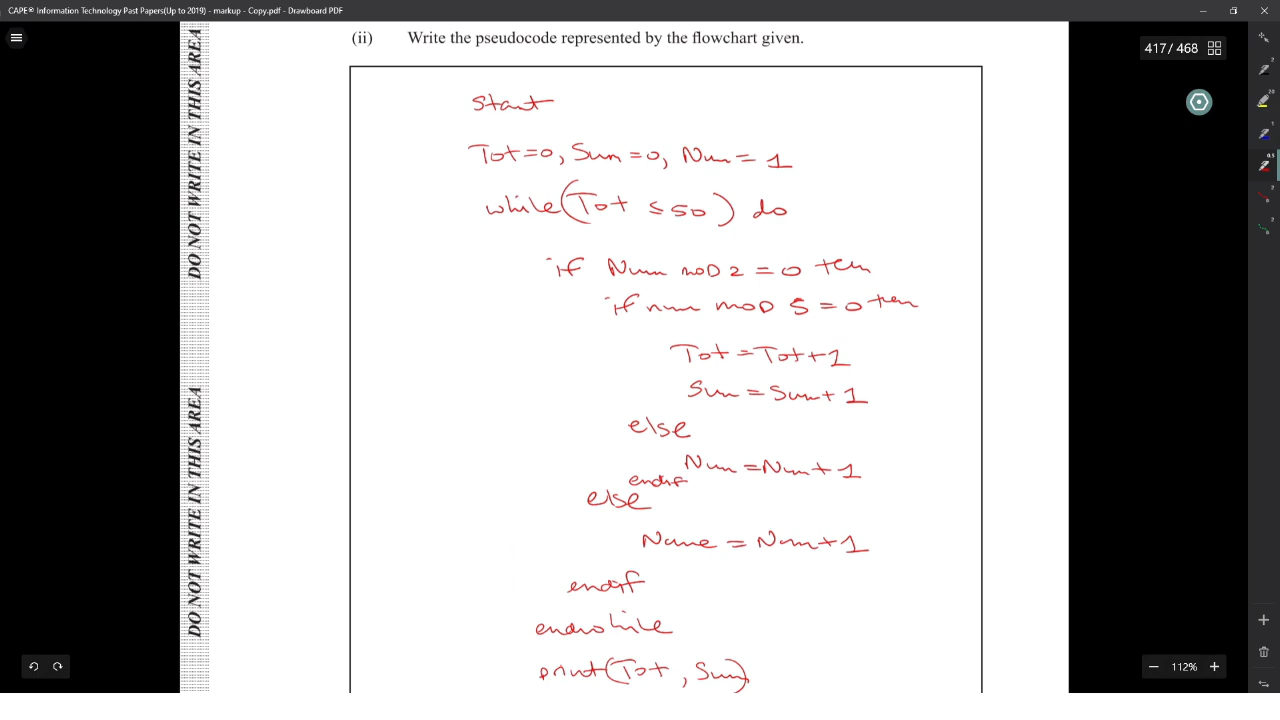 CAPE® Information Technology Past Papers(Up to 2019) - markup - Copy.pdf - Drawboard PDF
(ii) Write the pseudocode represented by the flowchart given.
417 / 468
DO NOT WRITE IN THIS AREA
Start
Tot=0, Sum=0, Num=1
while(Tot ≤ 50) do
if Num MOD 2 = 0 ten
if num MOD 5 = 0 ten
Tot = Tot+1
Sum = Sum+1
else
Num = Num+1
endif
else
Name = Num+1
endif
endwhile
print(Tot, Sum)
DO NOT WRITE IN THIS AREA
112%